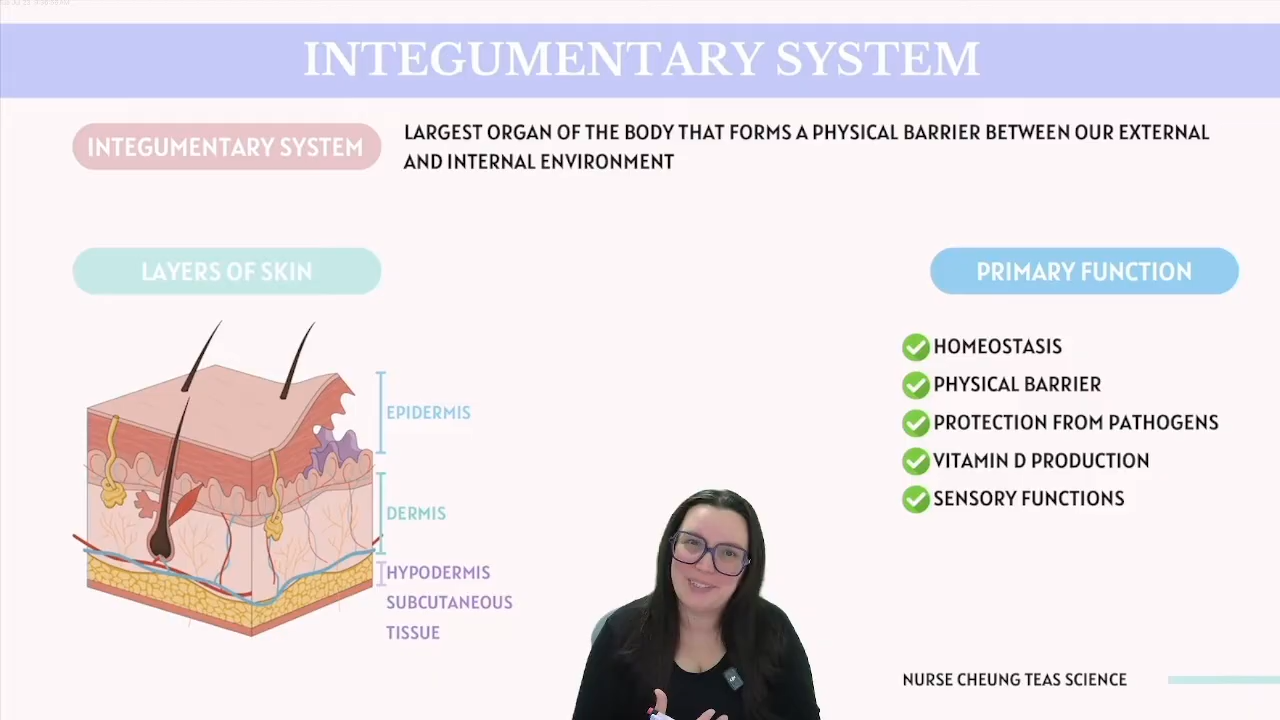 INTEGUMENTARY SYSTEM
INTEGUMENTARY SYSTEM
LARGEST ORGAN OF THE BODY THAT FORMS A PHYSICAL BARRIER BETWEEN OUR EXTERNAL
AND INTERNAL ENVIRONMENT
LAYERS OF SKIN
EPIDERMIS
DERMIS
HYPODERMIS
SUBCUTANEOUS
TISSUE
PRIMARY FUNCTION
HOMEOSTASIS
PHYSICAL BARRIER
PROTECTION FROM PATHOGENS
VITAMIN D PRODUCTION
SENSORY FUNCTIONS
NURSE CHEUNG TEAS SCIENCE